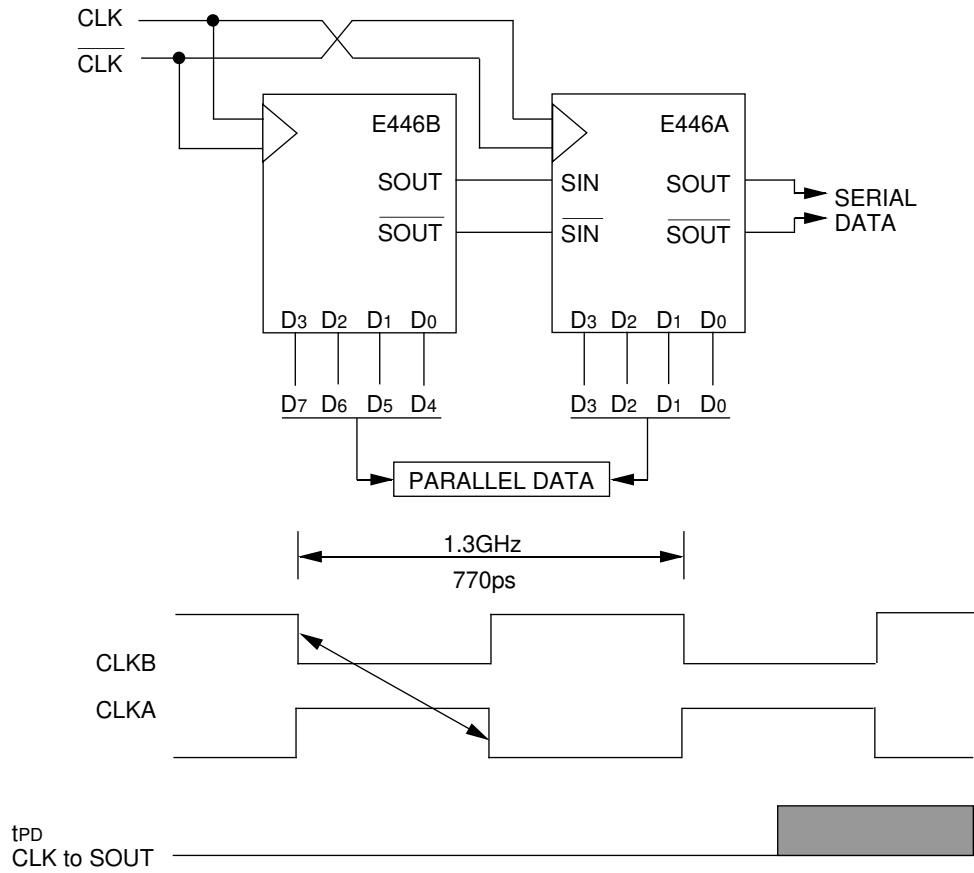 CLK
CLK
E446B
E446A
SOUT
SIN
SOUT
SERIAL
DATA
SOUT
SIN
SOUT
D3 D2 D1 D0
D3 D2 D1 D0
D7 D6 D5 D4
D3 D2 D1 D0
PARALLEL DATA
1.3GHz
770ps
CLKB
CLKA
tPD
CLK to SOUT